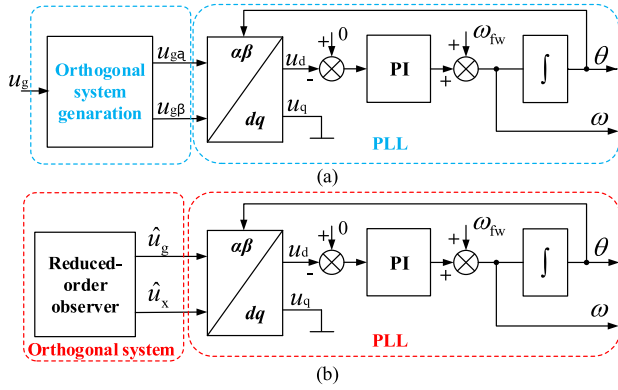 u_g
Orthogonal
system
genaration
u_ga
u_gβ
αβ
dq
u_d
u_q
+ 0
-
PI
+
+ ω_fw
∫
θ
ω
PLL
(a)
Reduced-
order
observer
û_g
û_x
Orthogonal system
αβ
dq
u_d
u_q
+ 0
-
PI
+
+ ω_fw
∫
θ
ω
PLL
(b)